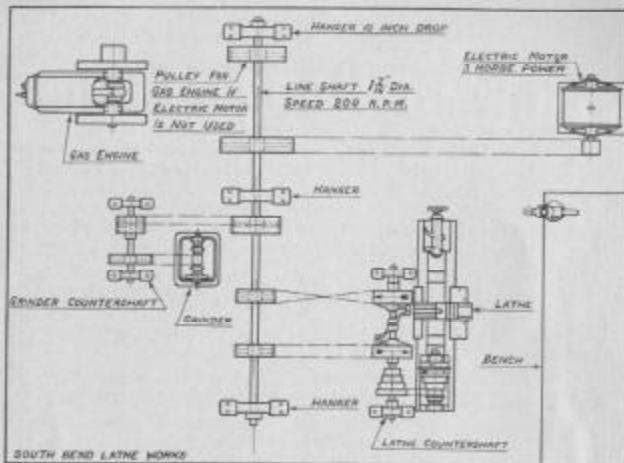 HANGER 10 INCH DROP
ELECTRIC MOTOR
3 HORSE POWER
PULLEY FOR
GAS ENGINE IF
ELECTRIC MOTOR
IS NOT USED
LINE SHAFT 1 7/16" DIA.
SPEED 200 R.P.M.
GAS ENGINE
HANGER
GRINDER COUNTERSHAFT
GRINDER
LATHE
BENCH
HANGER
LATHE COUNTERSHAFT
SOUTH BEND LATHE WORKS